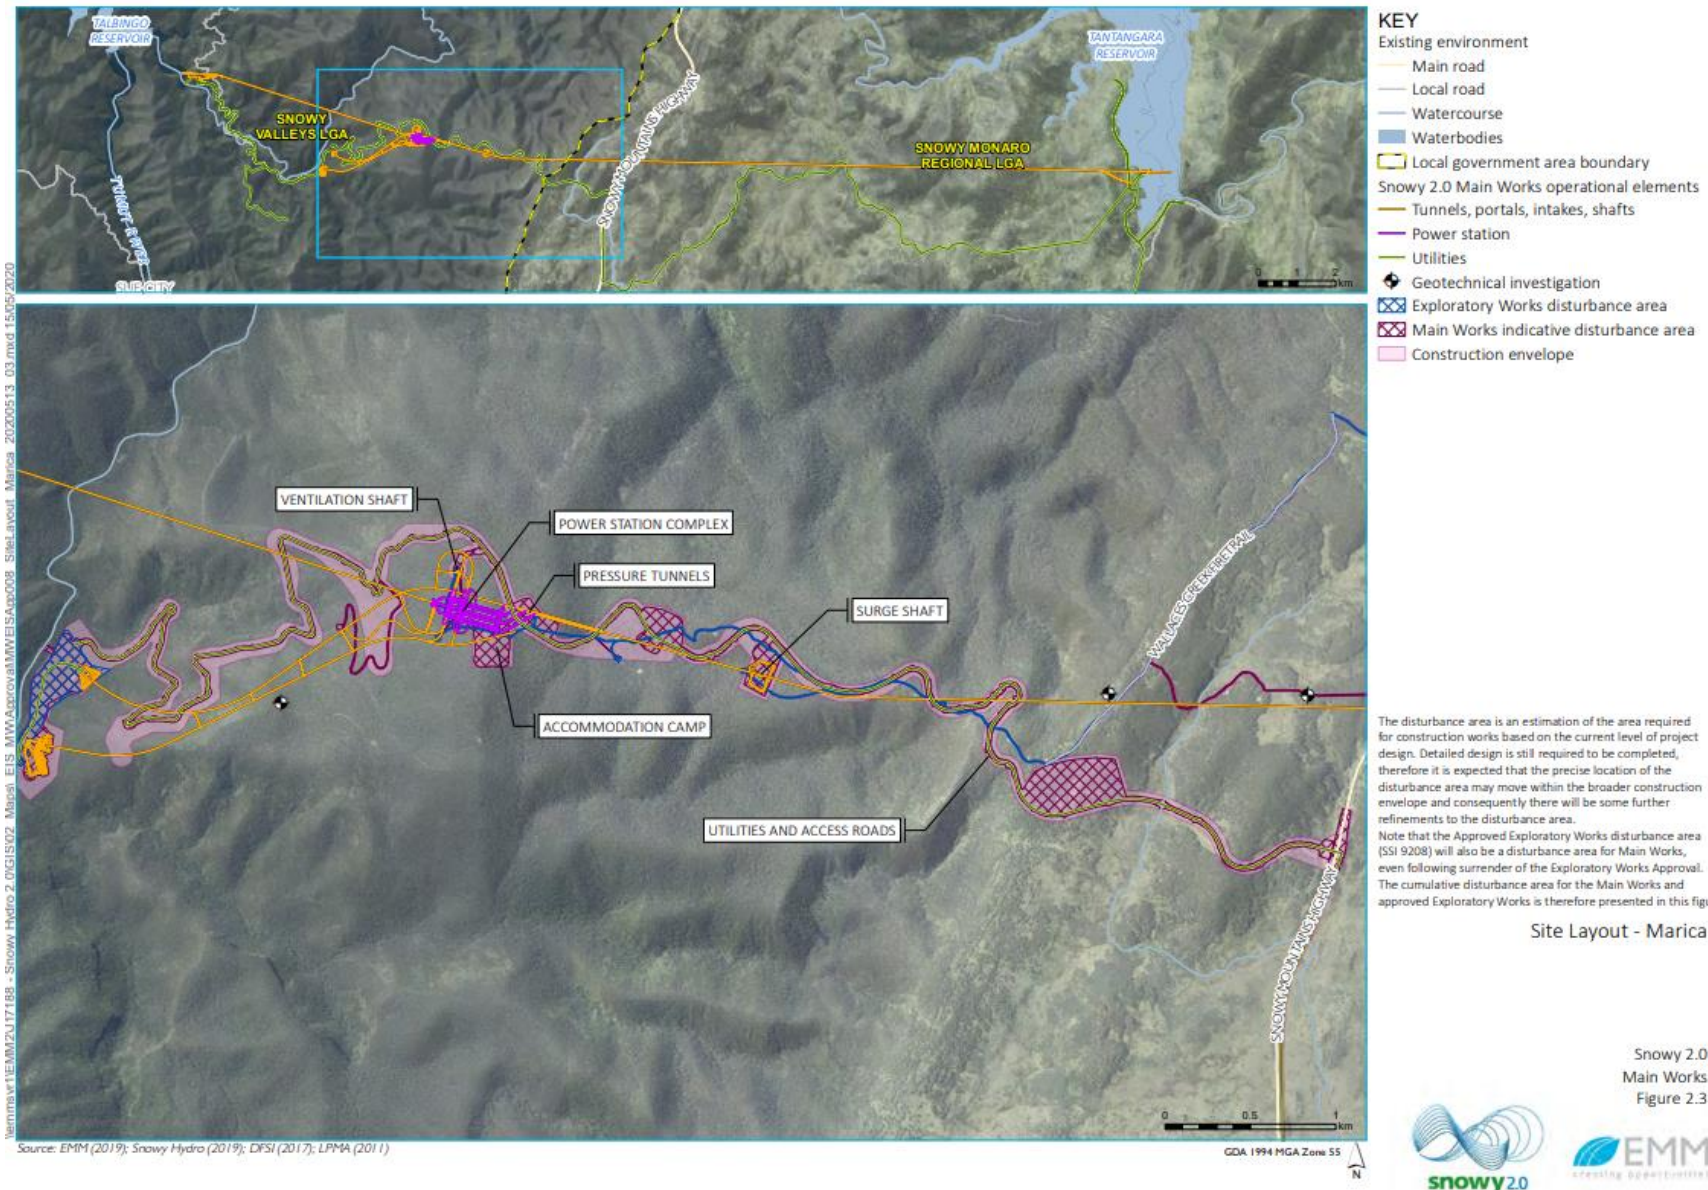 TALBINGO
RESERVOIR
TANTANGARA
RESERVOIR
SNOWY
VALLEYS LGA
SNOWY MONARO
REGIONAL LGA
SNOWY MOUNTAINS HIGHWAY
TUMUT RIVER
SUE CITY
0 1 2
km
KEY
Existing environment
Main road
Local road
Watercourse
Waterbodies
Local government area boundary
Snowy 2.0 Main Works operational elements
Tunnels, portals, intakes, shafts
Power station
Utilities
Geotechnical investigation
Exploratory Works disturbance area
Main Works indicative disturbance area
Construction envelope
VENTILATION SHAFT
POWER STATION COMPLEX
PRESSURE TUNNELS
SURGE SHAFT
ACCOMMODATION CAMP
UTILITIES AND ACCESS ROADS
WALLACES CREEK FIRE TRAIL
SNOWY MOUNTAINS HIGHWAY
0 0.5 1
km
The disturbance area is an estimation of the area required
for construction works based on the current level of project
design. Detailed design is still required to be completed,
therefore it is expected that the precise location of the
disturbance area may move within the broader construction
envelope and consequently there will be some further
refinements to the disturbance area.
Note that the Approved Exploratory Works disturbance area
(SSI 9208) will also be a disturbance area for Main Works,
even following surrender of the Exploratory Works Approval.
The cumulative disturbance area for the Main Works and
approved Exploratory Works is therefore presented in this figu
Site Layout - Marica
Snowy 2.0
Main Works
Figure 2.3
snowy2.0
EMM
creating opportunities
Source: EMM (2019); Snowy Hydro (2019); DFSI (2017); LPMA (2011)
GDA 1994 MGA Zone 55
N